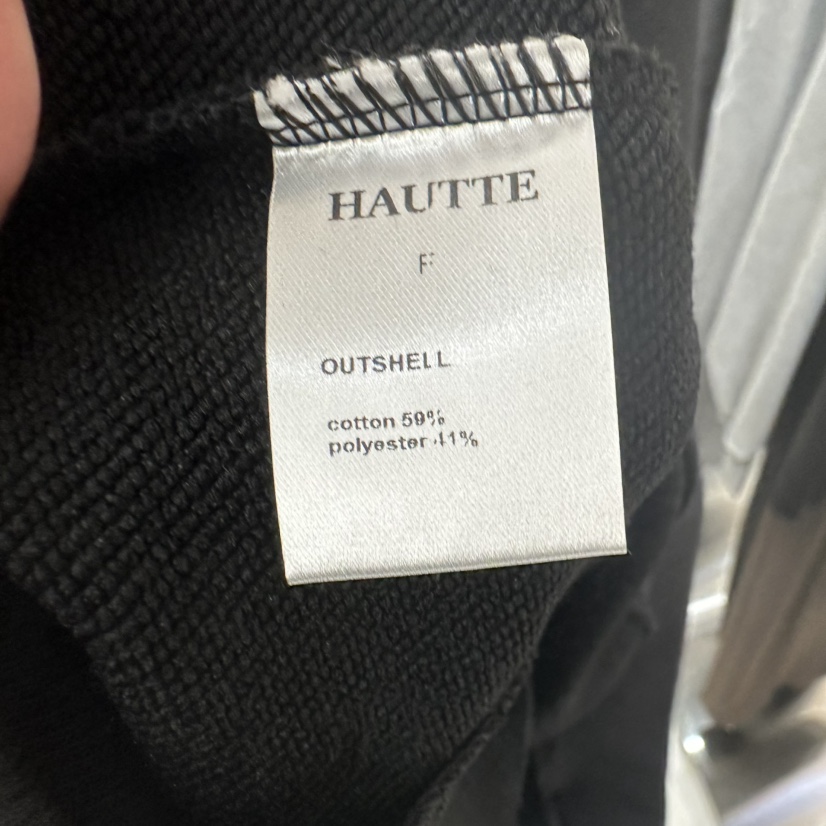 HAUTTE
F
OUTSHELL
cotton 59%
polyester 41%